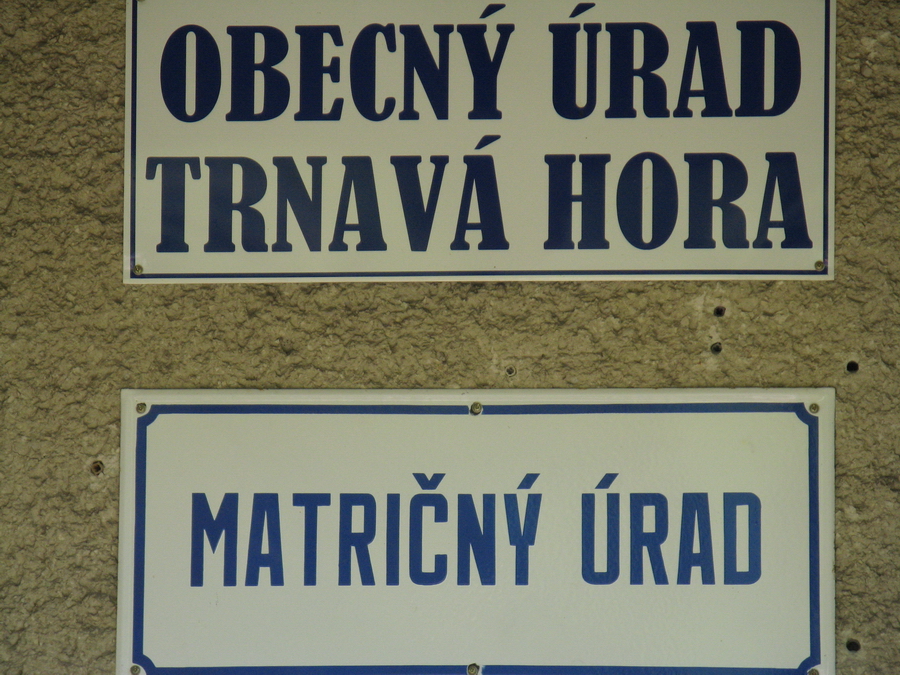 OBECNÝ ÚRAD
TRNAVÁ HORA
MATRIČNÝ ÚRAD